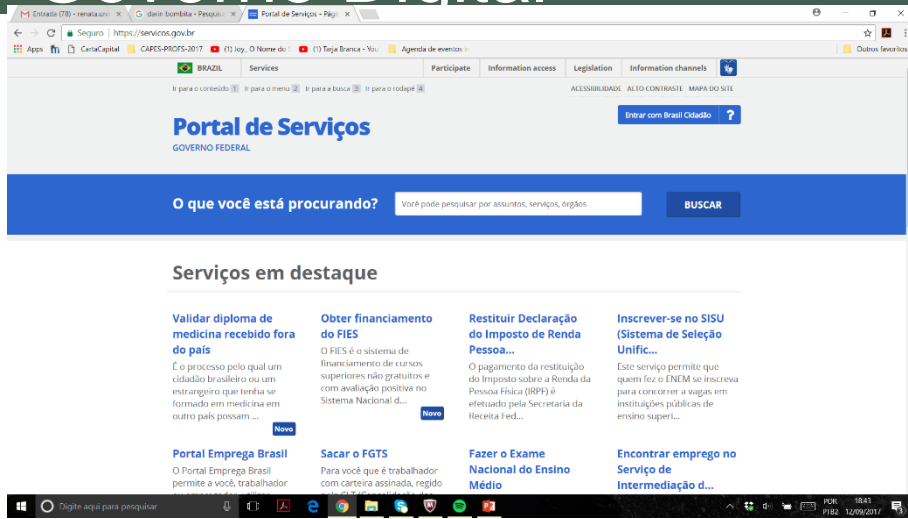 Governo Digital
Entrada (78) - renata.uni
darin bombita - Pesquis
Portal de Serviços - Pági
Seguro https://servicos.gov.br
Apps CartaCapital CAPES-PROFS-2017 (1) Joy, O Nome do (1) Tarja Branca - You Agenda de eventos Outros favoritos
BRAZIL Services Participate Information access Legislation Information channels
Ir para o conteúdo 1 Ir para o menu 2 Ir para a busca 3 Ir para o rodapé 4 ACESSIBILIDADE ALTO CONTRASTE MAPA DO SITE
Portal de Serviços
GOVERNO FEDERAL
Entrar com Brasil Cidadão ?
O que você está procurando? Você pode pesquisar por assuntos, serviços, órgãos BUSCAR
Serviços em destaque
Validar diploma de
medicina recebido fora
do país
É o processo pelo qual um
cidadão brasileiro ou um
estrangeiro que tenha se
formado em medicina em
outro país possam ...
Novo
Obter financiamento
do FIES
O FIES é o sistema de
financiamento de cursos
superiores não gratuitos e
com avaliação positiva no
Sistema Nacional d...
Novo
Restituir Declaração
do Imposto de Renda
Pessoa...
O pagamento da restituição
do Imposto sobre a Renda da
Pessoa Física (IRPF) é
efetuado pela Secretaria da
Receita Fed...
Inscrever-se no SISU
(Sistema de Seleção
Unific...
Este serviço permite que
quem fez o ENEM se inscreva
para concorrer a vagas em
instituições públicas de
ensino superi...
Portal Emprega Brasil
O Portal Emprega Brasil
permite a você, trabalhador
Sacar o FGTS
Para você que é trabalhador
com carteira assinada, regido
pela CLT (Consolidação das
Fazer o Exame
Nacional do Ensino
Médio
Encontrar emprego no
Serviço de
Intermediação d...
Digite aqui para pesquisar
POR 18:43
PTB2 12/09/2017